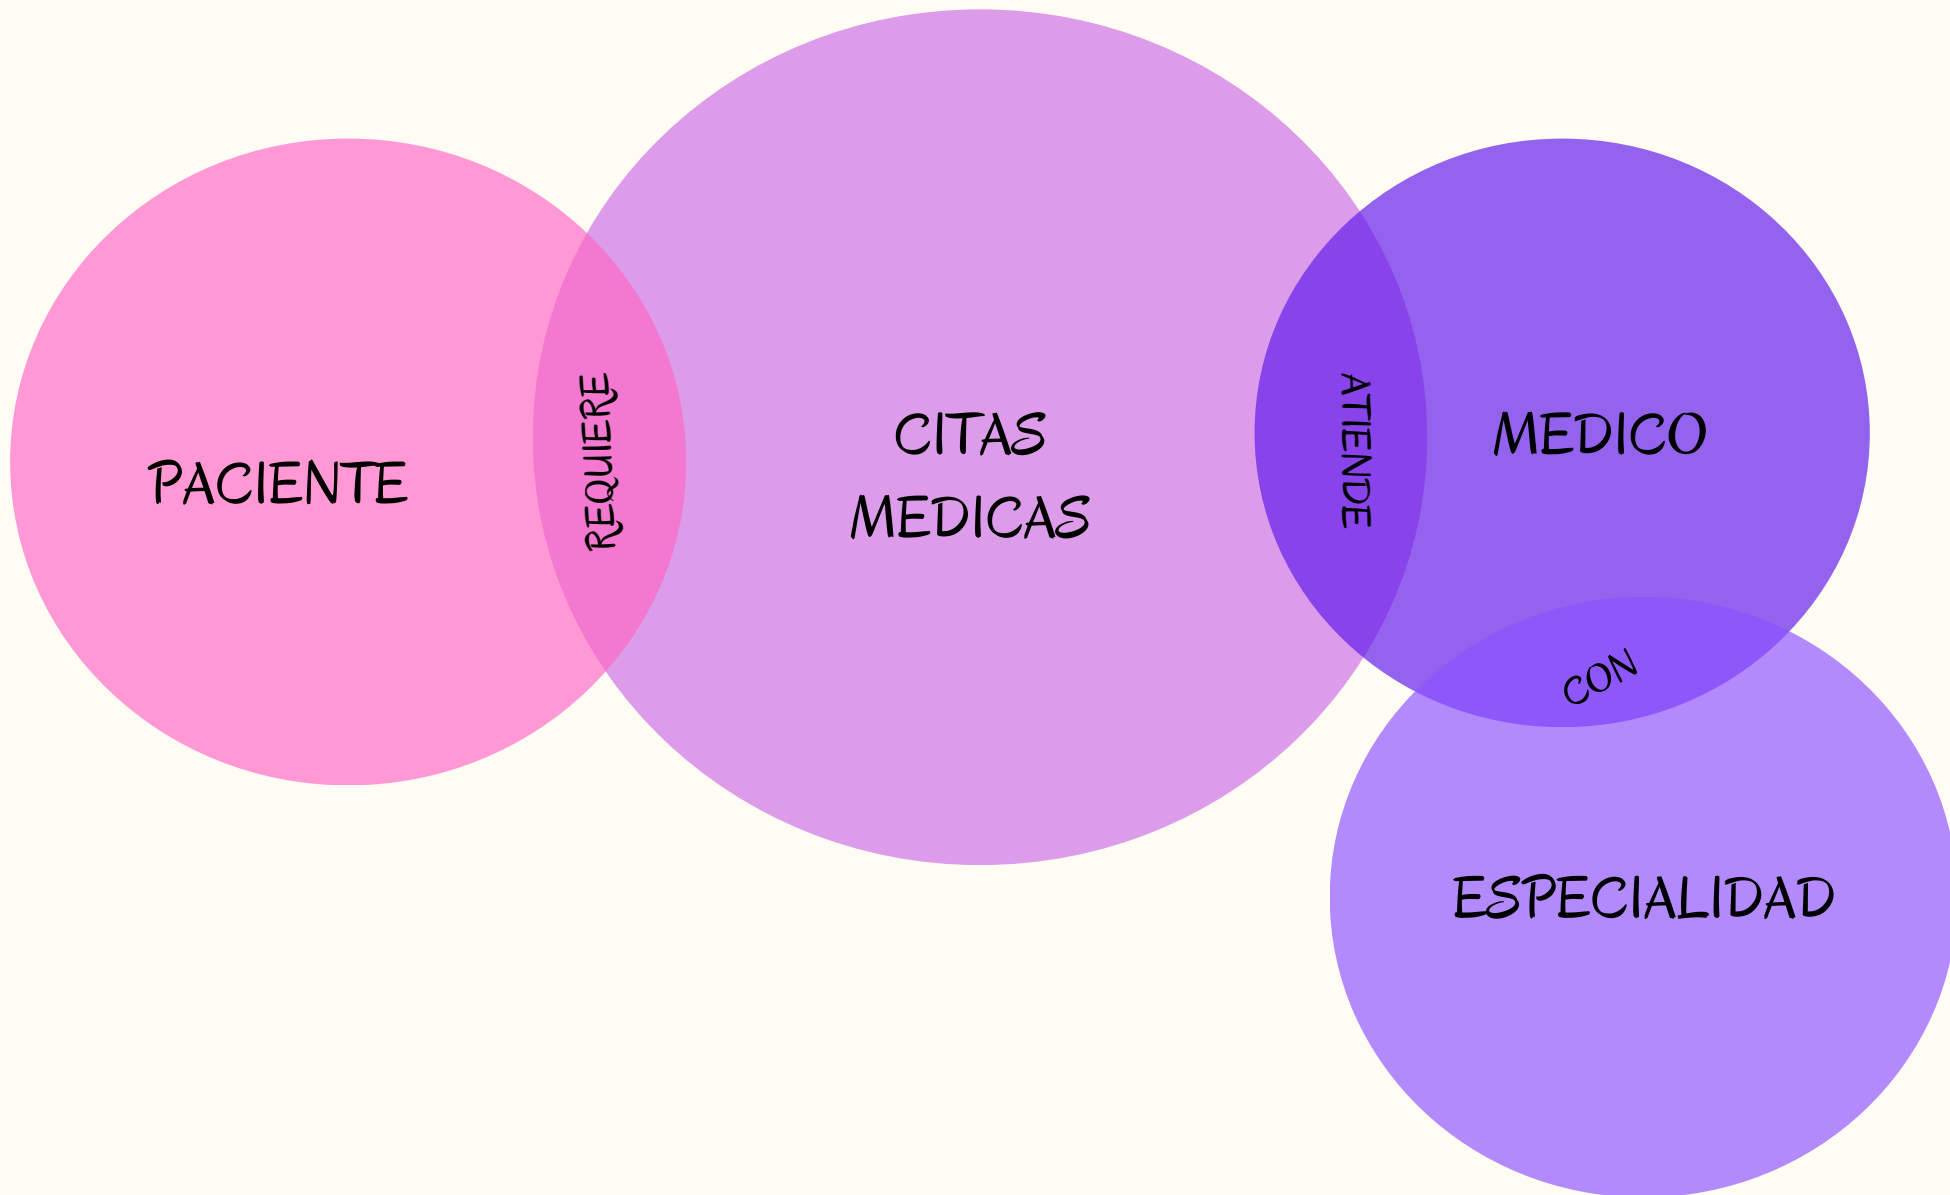 PACIENTE
REQUIERE
CITAS
MEDICAS
ATIENDE
MEDICO
CON
ESPECIALIDAD